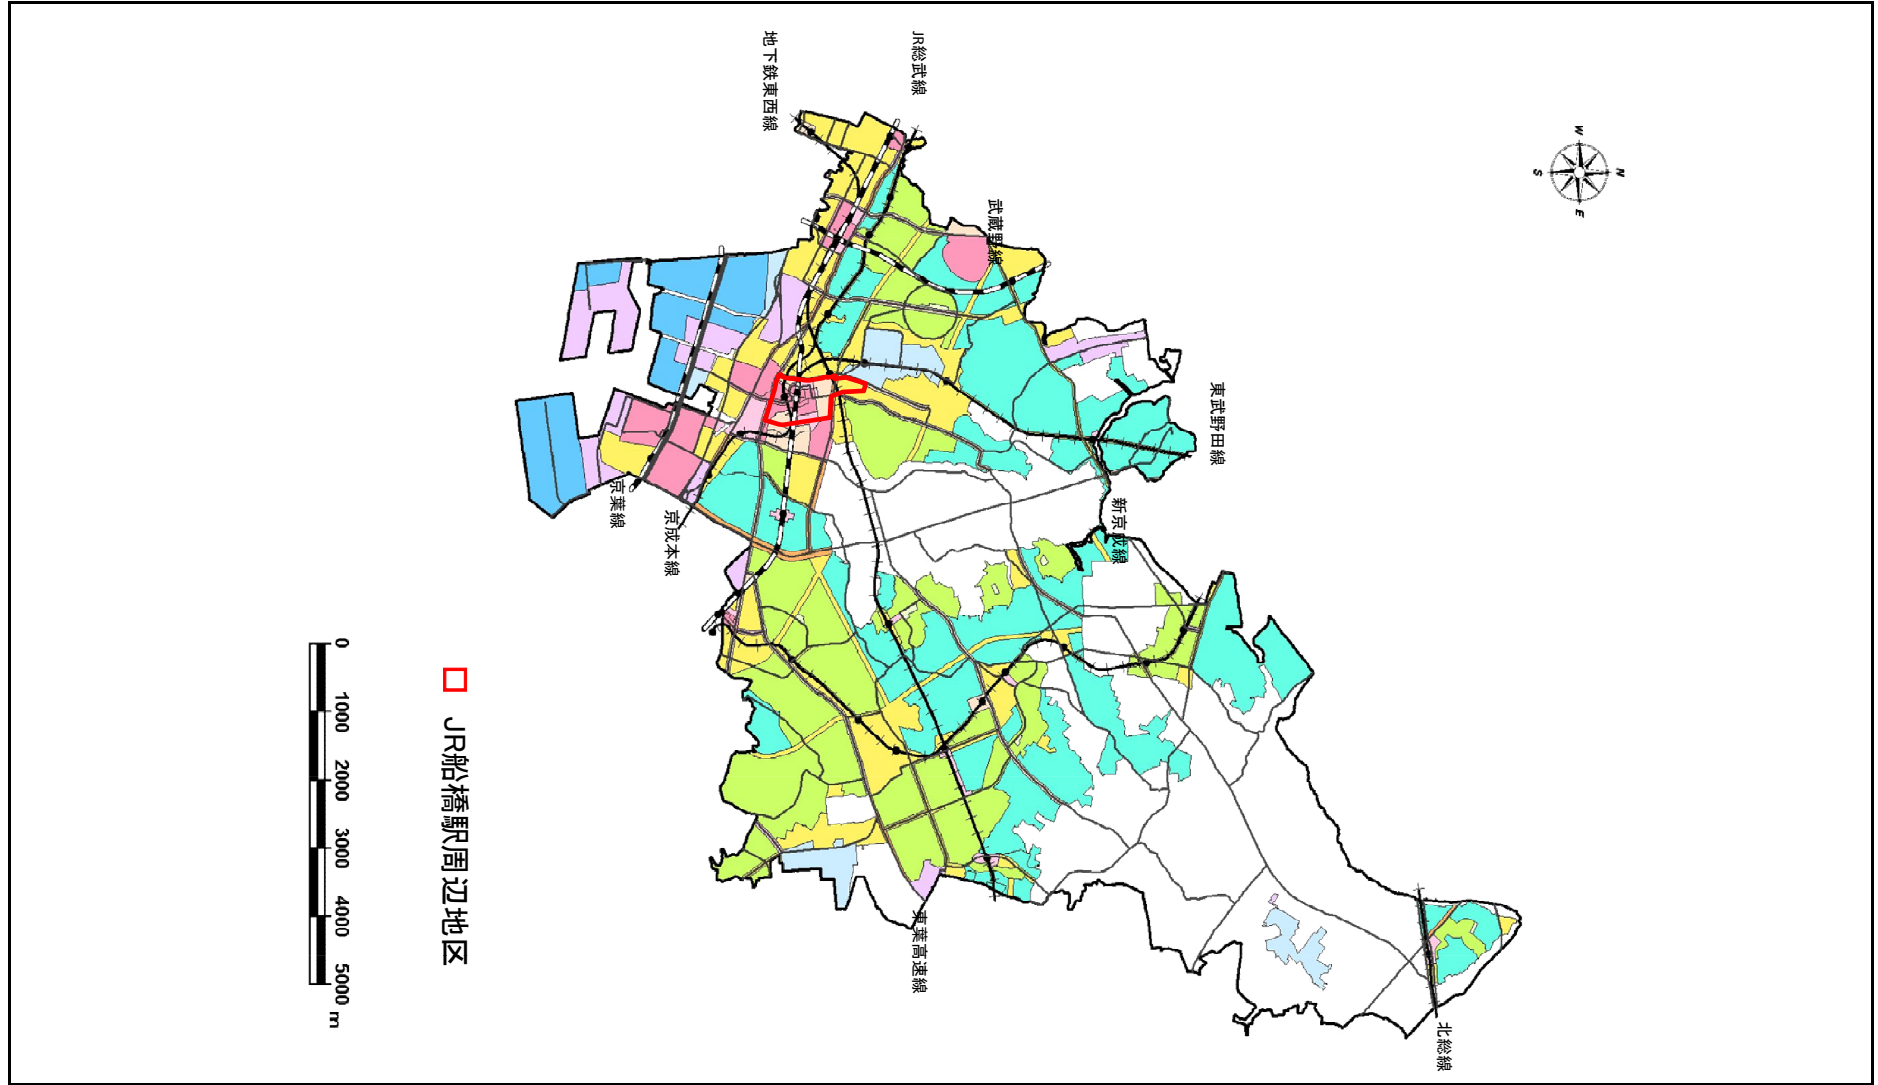 地下鉄東西線
JR総武線
武蔵野線
東武野田線
新京成線
京葉線
京成本線
東葉高速線
北総線
W
N
S
E
JR船橋駅周辺地区
0 1000 2000 3000 4000 5000 m